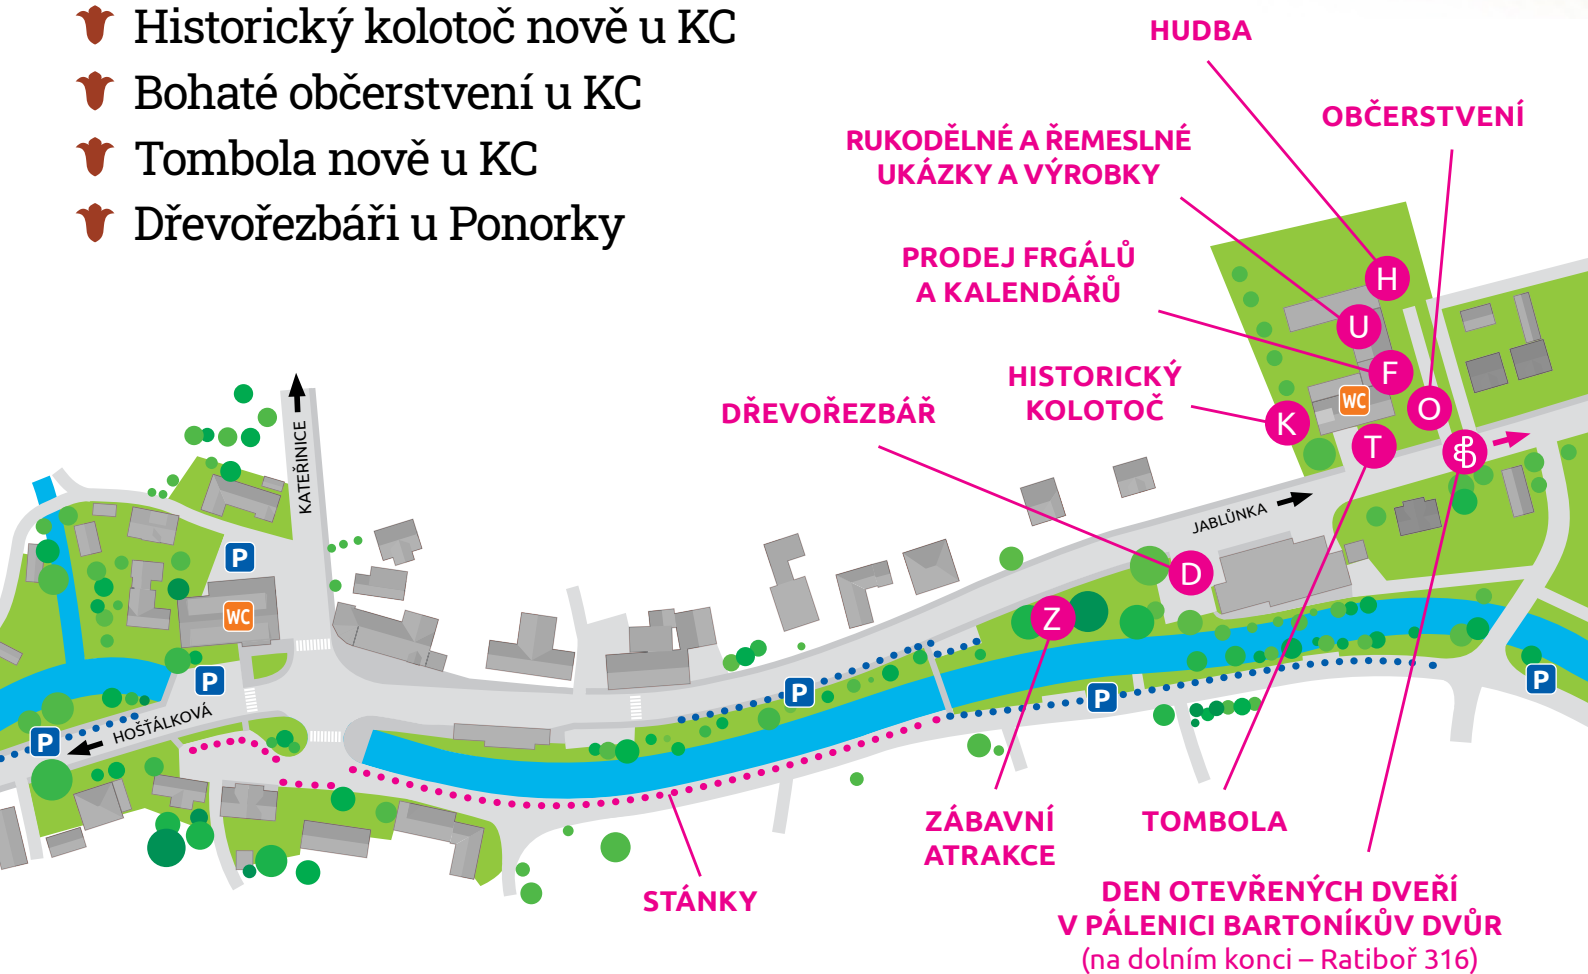 Historický kolotoč nově u KC
Bohaté občerstvení u KC
Tombola nově u KC
Dřevořezbáři u Ponorky
HUDBA
OBČERSTVENÍ
RUKODĚLNÉ A ŘEMESLNÉ
UKÁZKY A VÝROBKY
PRODEJ FRGÁLŮ
A KALENDÁŘŮ
HISTORICKÝ
KOLOTOČ
DŘEVOŘEZBÁŘ
H
U
F
WC
O
K
T
B
JABLŮNKA
D
Z
KATEŘINICE
P
WC
P
HOŠŤÁLKOVÁ
P
P
P
P
ZÁBAVNÍ
ATRAKCE
TOMBOLA
STÁNKY
DEN OTEVŘENÝCH DVEŘÍ
V PÁLENICI BARTONÍKŮV DVŮR
(na dolním konci – Ratiboř 316)